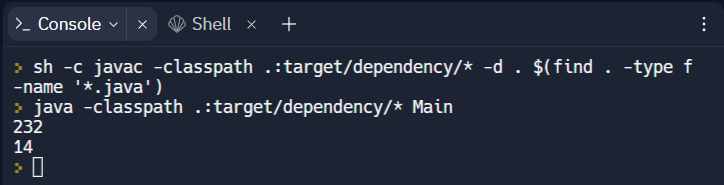 Console
Shell
sh -c javac -classpath .:target/dependency/* -d . $(find . -type f
-name '*.java')
java -classpath .:target/dependency/* Main
232
14